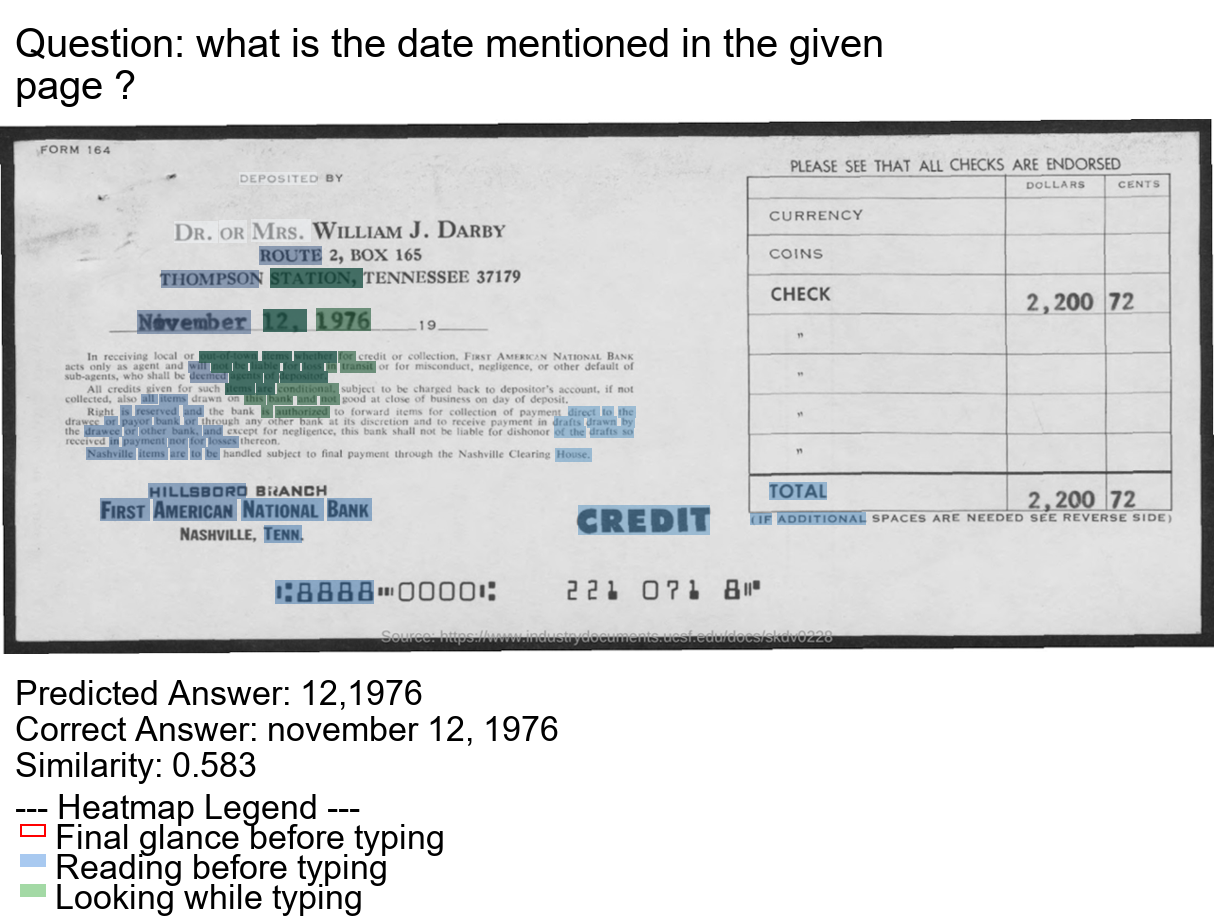 Question: what is the date mentioned in the given
page ?
FORM 164
DEPOSITED BY
DR. OR MRS. WILLIAM J. DARBY
ROUTE 2, BOX 165
THOMPSON STATION, TENNESSEE 37179
November 12, 1976 19
In receiving local or out-of-town items whether for credit or collection, FIRST AMERICAN NATIONAL BANK
acts only as agent and will not be liable for loss in transit or for misconduct, negligence, or other default of
sub-agents, who shall be deemed agents of depositor.
All credits given for such items are conditional, subject to be charged back to depositor's account, if not
collected, also all items drawn on this bank and not good at close of business on day of deposit.
Right is reserved and the bank is authorized to forward items for collection of payment direct to the
drawee or payor bank or through any other bank at its discretion and to receive payment in drafts drawn by
the drawee or other bank, and except for negligence, this bank shall not be liable for dishonor of the drafts so
received in payment nor for losses thereon.
Nashville items are to be handled subject to final payment through the Nashville Clearing House.
HILLSBORO BRANCH
FIRST AMERICAN NATIONAL BANK
NASHVILLE, TENN.
CREDIT
⑆8888⑉0000⑆ 221 071 8⑈
PLEASE SEE THAT ALL CHECKS ARE ENDORSED
DOLLARS CENTS
CURRENCY
COINS
CHECK 2,200 72
"
"
"
"
TOTAL 2,200 72
(IF ADDITIONAL SPACES ARE NEEDED SEE REVERSE SIDE)
Source: https://www.industrydocuments.ucsf.edu/docs/skdv0228
Predicted Answer: 12,1976
Correct Answer: november 12, 1976
Similarity: 0.583
--- Heatmap Legend ---
Final glance before typing
Reading before typing
Looking while typing